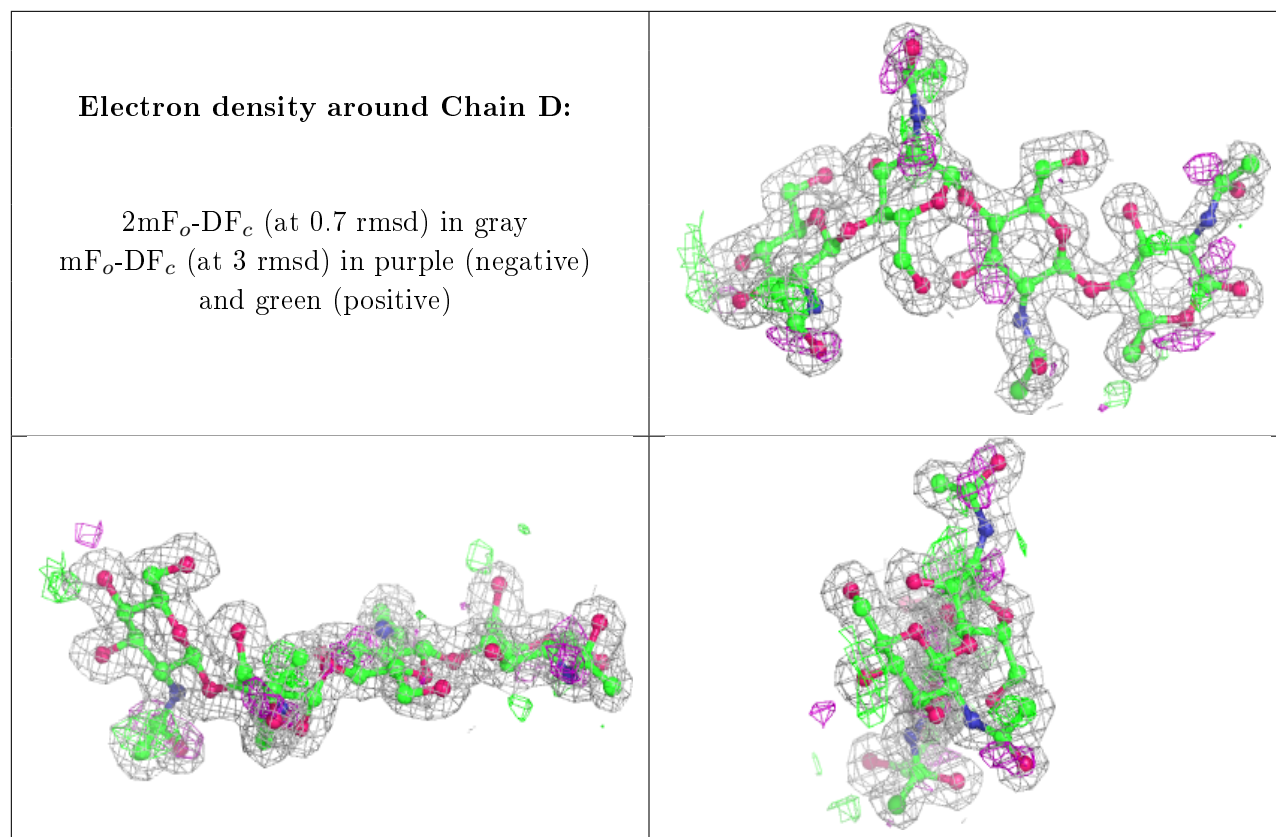 Electron density around Chain D:
2mFₒ-DF𝒸 (at 0.7 rmsd) in gray
mFₒ-DF𝒸 (at 3 rmsd) in purple (negative)
and green (positive)